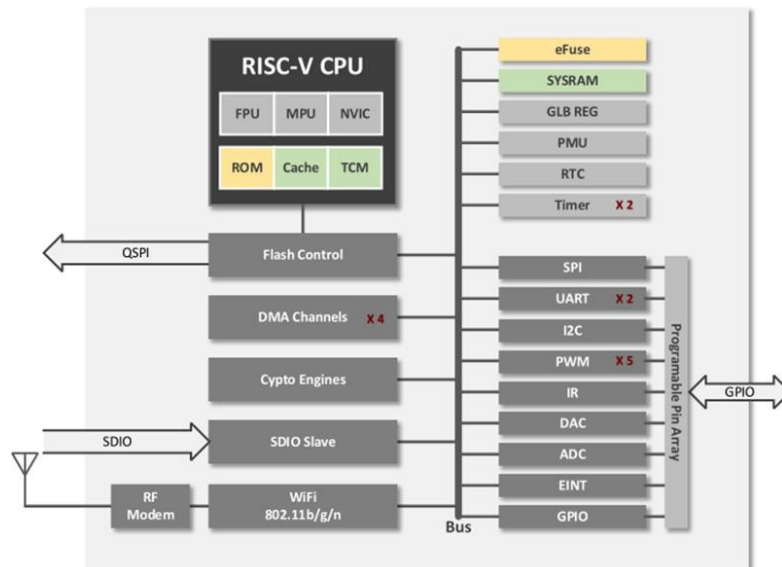 RISC-V CPU
FPU
MPU
NVIC
ROM
Cache
TCM
QSPI
Flash Control
DMA Channels X 4
Cypto Engines
SDIO
SDIO Slave
RF
Modem
WiFi
802.11b/g/n
Bus
eFuse
SYSRAM
GLB REG
PMU
RTC
Timer X 2
SPI
UART X 2
I2C
PWM X 5
IR
DAC
ADC
EINT
GPIO
Programable Pin Array
GPIO